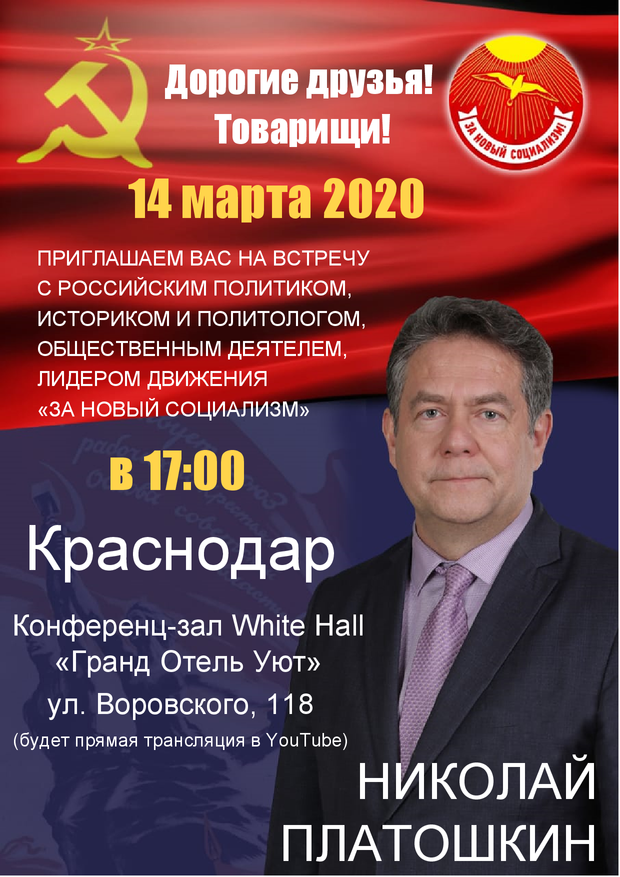 Дорогие друзья!
Товарищи!
ЗА НОВЫЙ СОЦИАЛИЗМ!
14 марта 2020
ПРИГЛАШАЕМ ВАС НА ВСТРЕЧУ
С РОССИЙСКИМ ПОЛИТИКОМ,
ИСТОРИКОМ И ПОЛИТОЛОГОМ,
ОБЩЕСТВЕННЫМ ДЕЯТЕЛЕМ,
ЛИДЕРОМ ДВИЖЕНИЯ
«ЗА НОВЫЙ СОЦИАЛИЗМ»
в 17:00
Краснодар
Конференц-зал White Hall
«Гранд Отель Уют»
ул. Воровского, 118
(будет прямая трансляция в YouTube)
НИКОЛАЙ
ПЛАТОШКИН